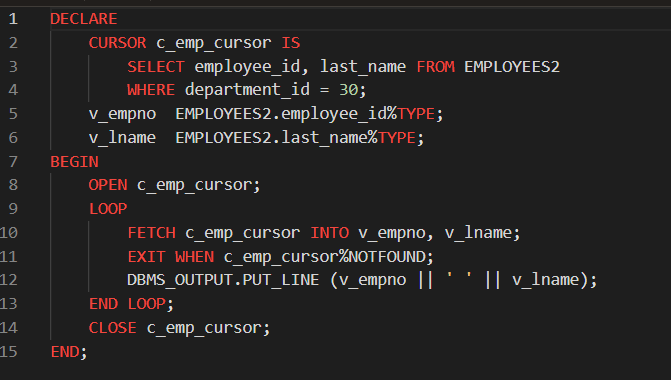 1 DECLARE
2 CURSOR c_emp_cursor IS
3 SELECT employee_id, last_name FROM EMPLOYEES2
4 WHERE department_id = 30;
5 v_empno  EMPLOYEES2.employee_id%TYPE;
6 v_lname  EMPLOYEES2.last_name%TYPE;
7 BEGIN
8 OPEN c_emp_cursor;
9 LOOP
10 FETCH c_emp_cursor INTO v_empno, v_lname;
11 EXIT WHEN c_emp_cursor%NOTFOUND;
12 DBMS_OUTPUT.PUT_LINE (v_empno || ' ' || v_lname);
13 END LOOP;
14 CLOSE c_emp_cursor;
15 END;